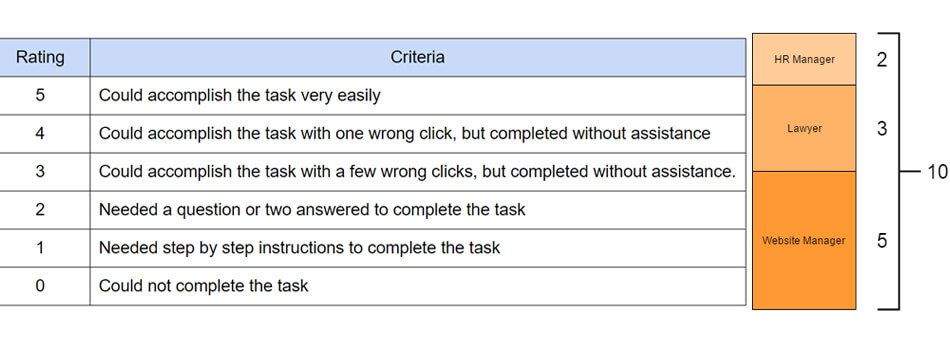 Rating Criteria
5 Could accomplish the task very easily
4 Could accomplish the task with one wrong click, but completed without assistance
3 Could accomplish the task with a few wrong clicks, but completed without assistance.
2 Needed a question or two answered to complete the task
1 Needed step by step instructions to complete the task
0 Could not complete the task
HR Manager 2
Lawyer 3
10
Website Manager 5